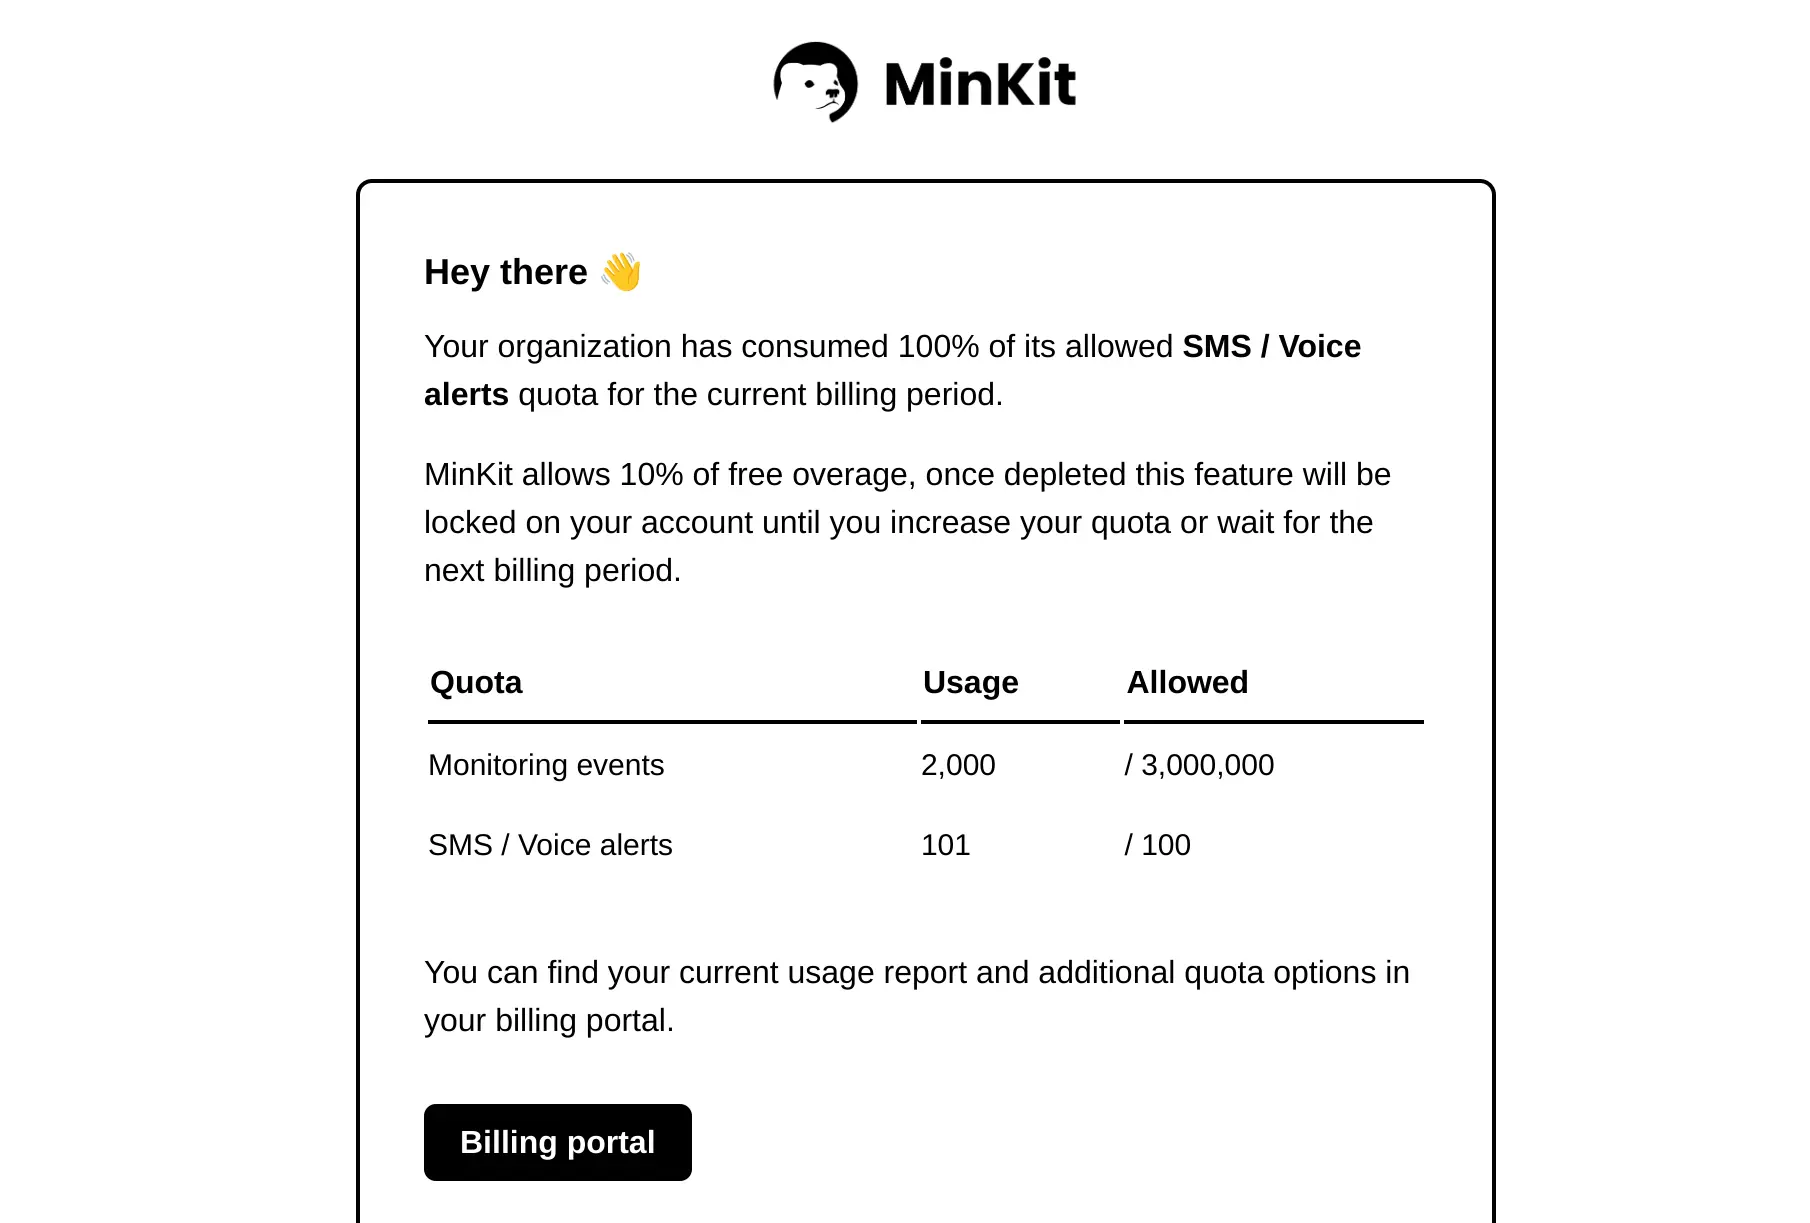 MinKit
Hey there 👋
Your organization has consumed 100% of its allowed SMS / Voice
alerts quota for the current billing period.
MinKit allows 10% of free overage, once depleted this feature will be
locked on your account until you increase your quota or wait for the
next billing period.
Quota Usage Allowed
Monitoring events 2,000 / 3,000,000
SMS / Voice alerts 101 / 100
You can find your current usage report and additional quota options in
your billing portal.
Billing portal